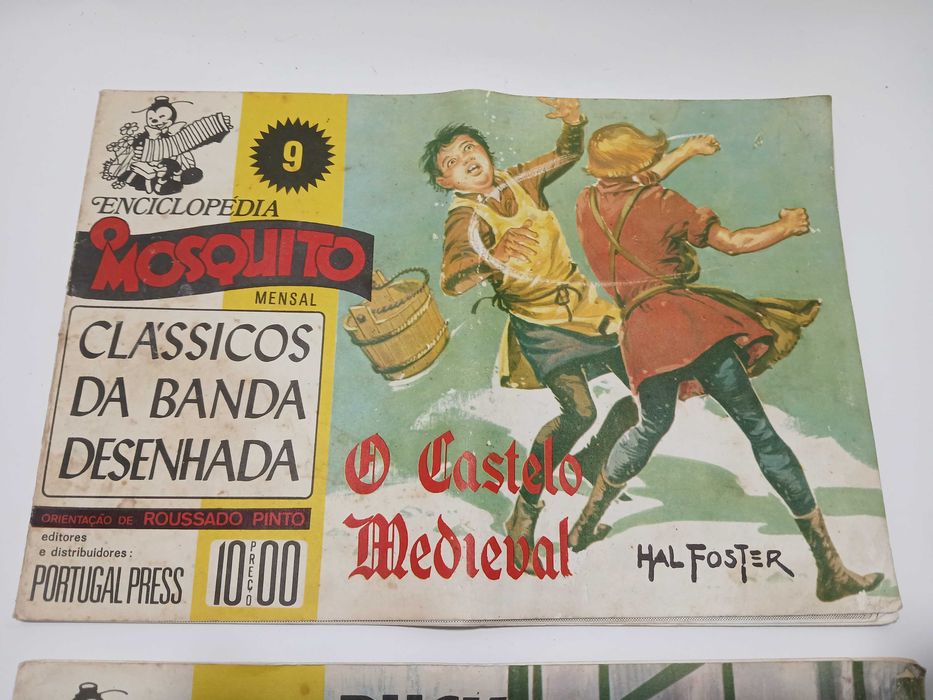 9
ENCICLOPÉDIA
O MOSQUITO
MENSAL
CLÁSSICOS
DA BANDA
DESENHADA
ORIENTAÇÃO DE ROUSSADO PINTO
editores
e distribuidores:
PORTUGAL PRESS
10 PREÇO 00
O Castelo
Medieval
HAL FOSTER